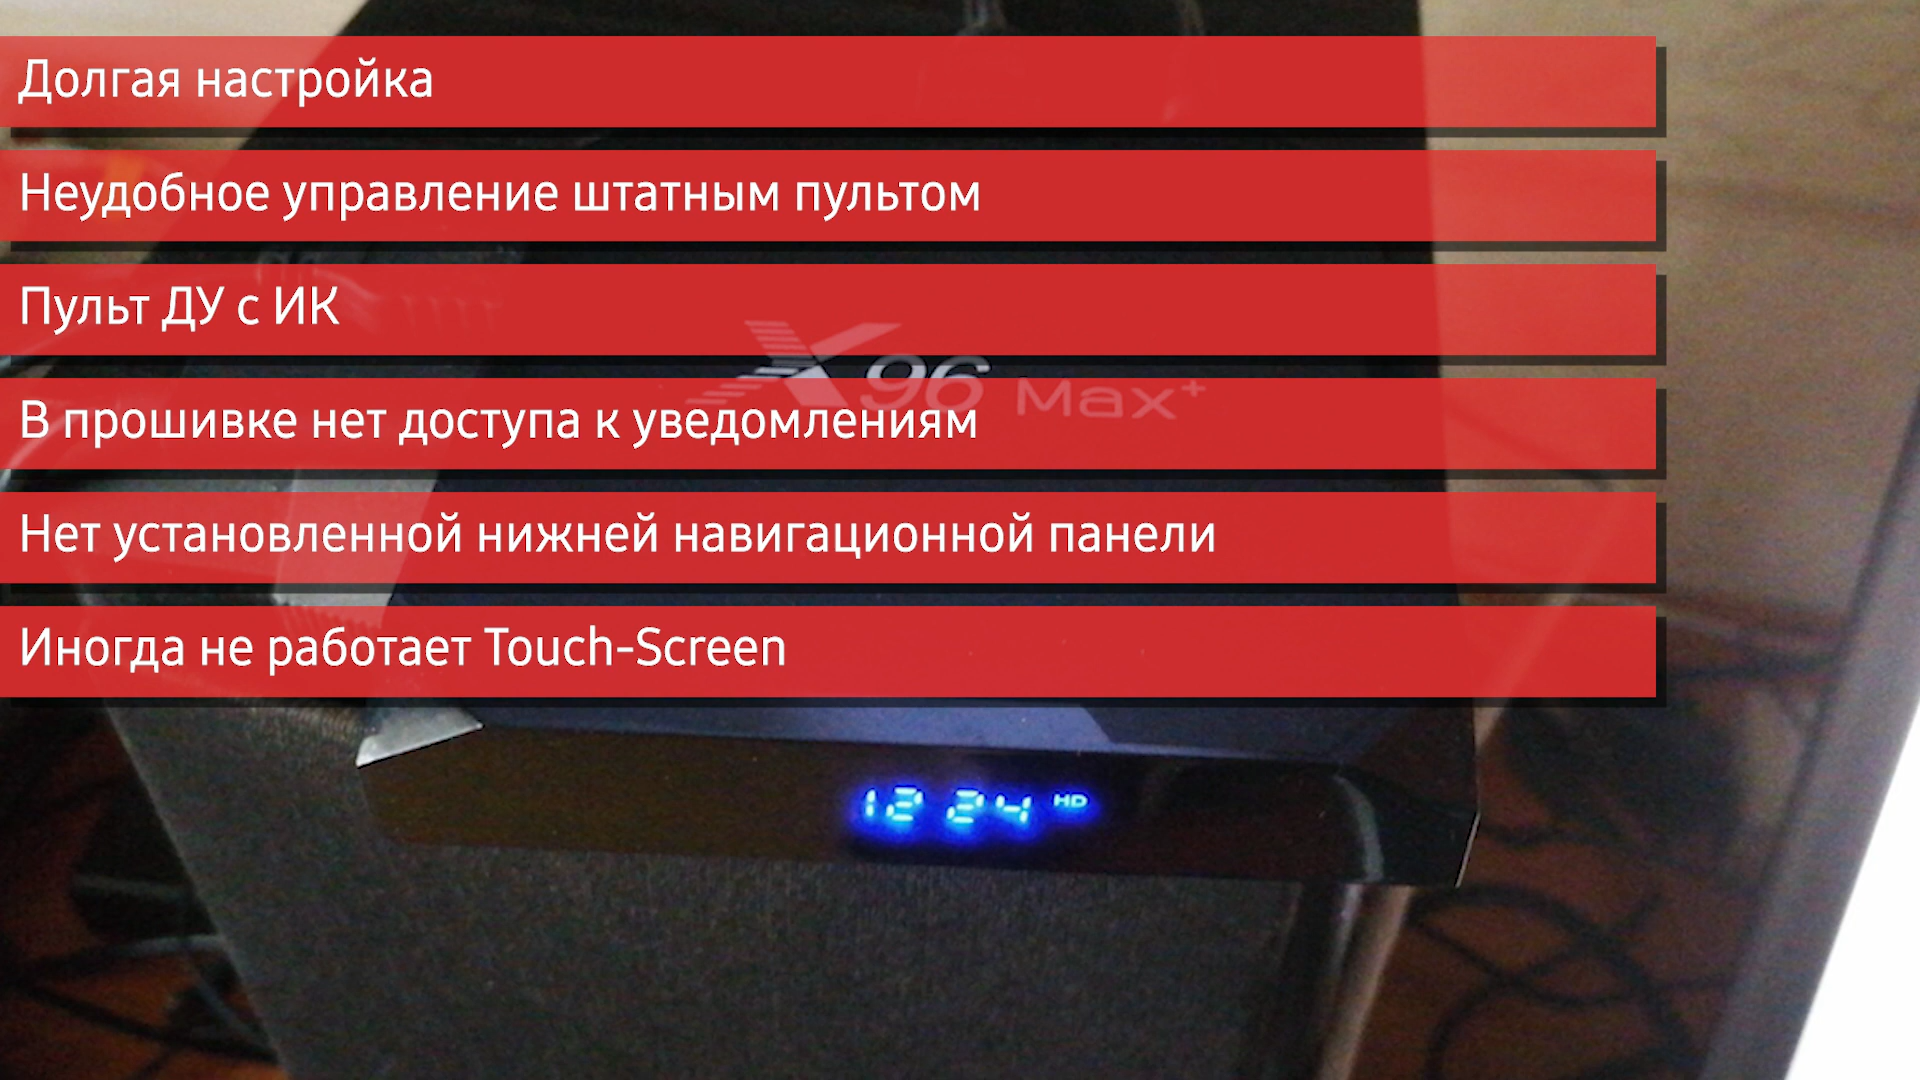 Долгая настройка
Неудобное управление штатным пультом
Пульт ДУ с ИК
X96 Max+
В прошивке нет доступа к уведомлениям
Нет установленной нижней навигационной панели
Иногда не работает Touch-Screen
12 24 HD